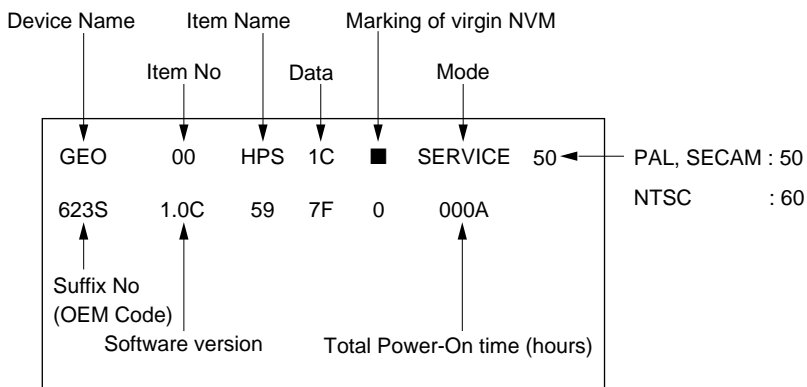 Device Name Item Name Marking of virgin NVM
Item No Data Mode
GEO 00 HPS 1C ■ SERVICE 50 PAL, SECAM : 50
NTSC : 60
623S 1.0C 59 7F 0 000A
Suffix No
(OEM Code)
Software version Total Power-On time (hours)